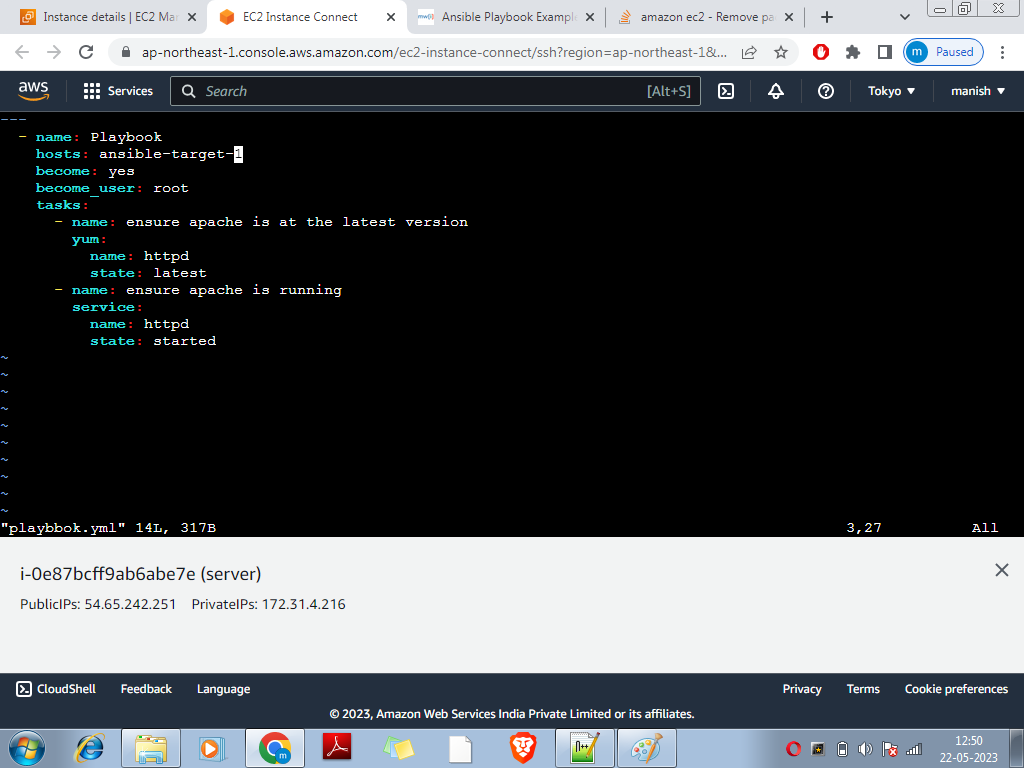 Instance details | EC2 Ma
EC2 Instance Connect
Ansible Playbook Example
amazon ec2 - Remove pa
ap-northeast-1.console.aws.amazon.com/ec2-instance-connect/ssh?region=ap-northeast-1&...
m Paused
aws
Services
Search
[Alt+S]
Tokyo
manish
---
- name: Playbook
hosts: ansible-target-1
become: yes
become_user: root
tasks:
- name: ensure apache is at the latest version
yum:
name: httpd
state: latest
- name: ensure apache is running
service:
name: httpd
state: started
~
~
~
~
~
~
~
~
~
~
"playbbok.yml" 14L, 317B 3,27 All
i-0e87bcff9ab6abe7e (server)
PublicIPs: 54.65.242.251 PrivateIPs: 172.31.4.216
CloudShell Feedback Language Privacy Terms Cookie preferences
© 2023, Amazon Web Services India Private Limited or its affiliates.
12:50
22-05-2023